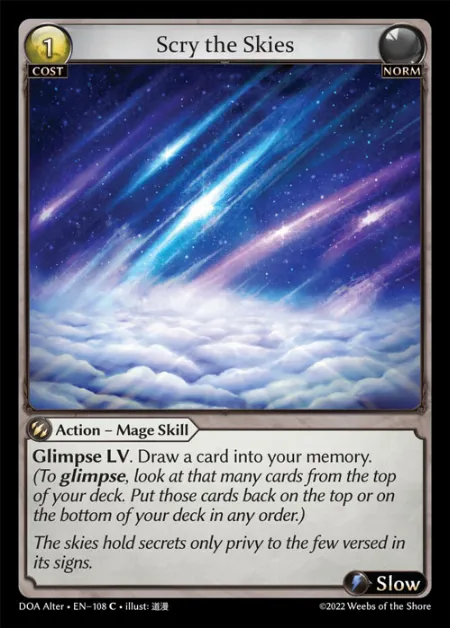 1
Scry the Skies
COST
NORM
Action – Mage Skill
Glimpse LV. Draw a card into your memory.
(To glimpse, look at that many cards from the top
of your deck. Put those cards back on the top or on
the bottom of your deck in any order.)
The skies hold secrets only privy to the few versed in
its signs.
Slow
DOA Alter • EN–108 C • illust: 道漫
©2022 Weebs of the Shore